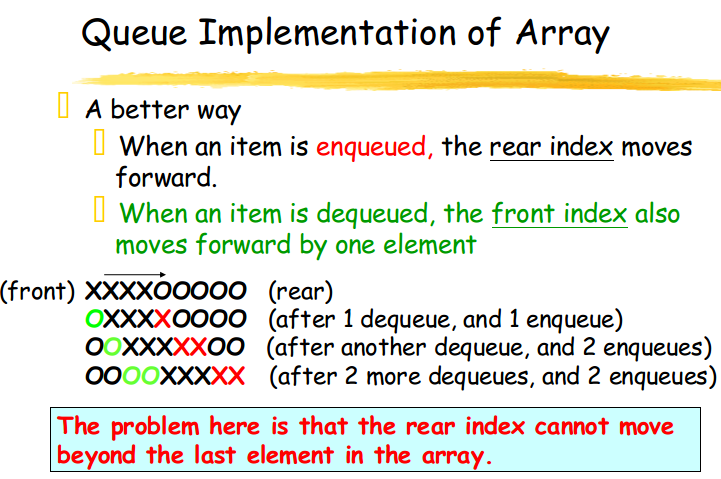 Queue Implementation of Array
A better way
When an item is enqueued, the rear index moves
forward.
When an item is dequeued, the front index also
moves forward by one element
(front) XXXXOOOOO (rear)
OXXXXOOOO (after 1 dequeue, and 1 enqueue)
OOXXXXXOO (after another dequeue, and 2 enqueues)
OOOOXXXXX (after 2 more dequeues, and 2 enqueues)
The problem here is that the rear index cannot move
beyond the last element in the array.